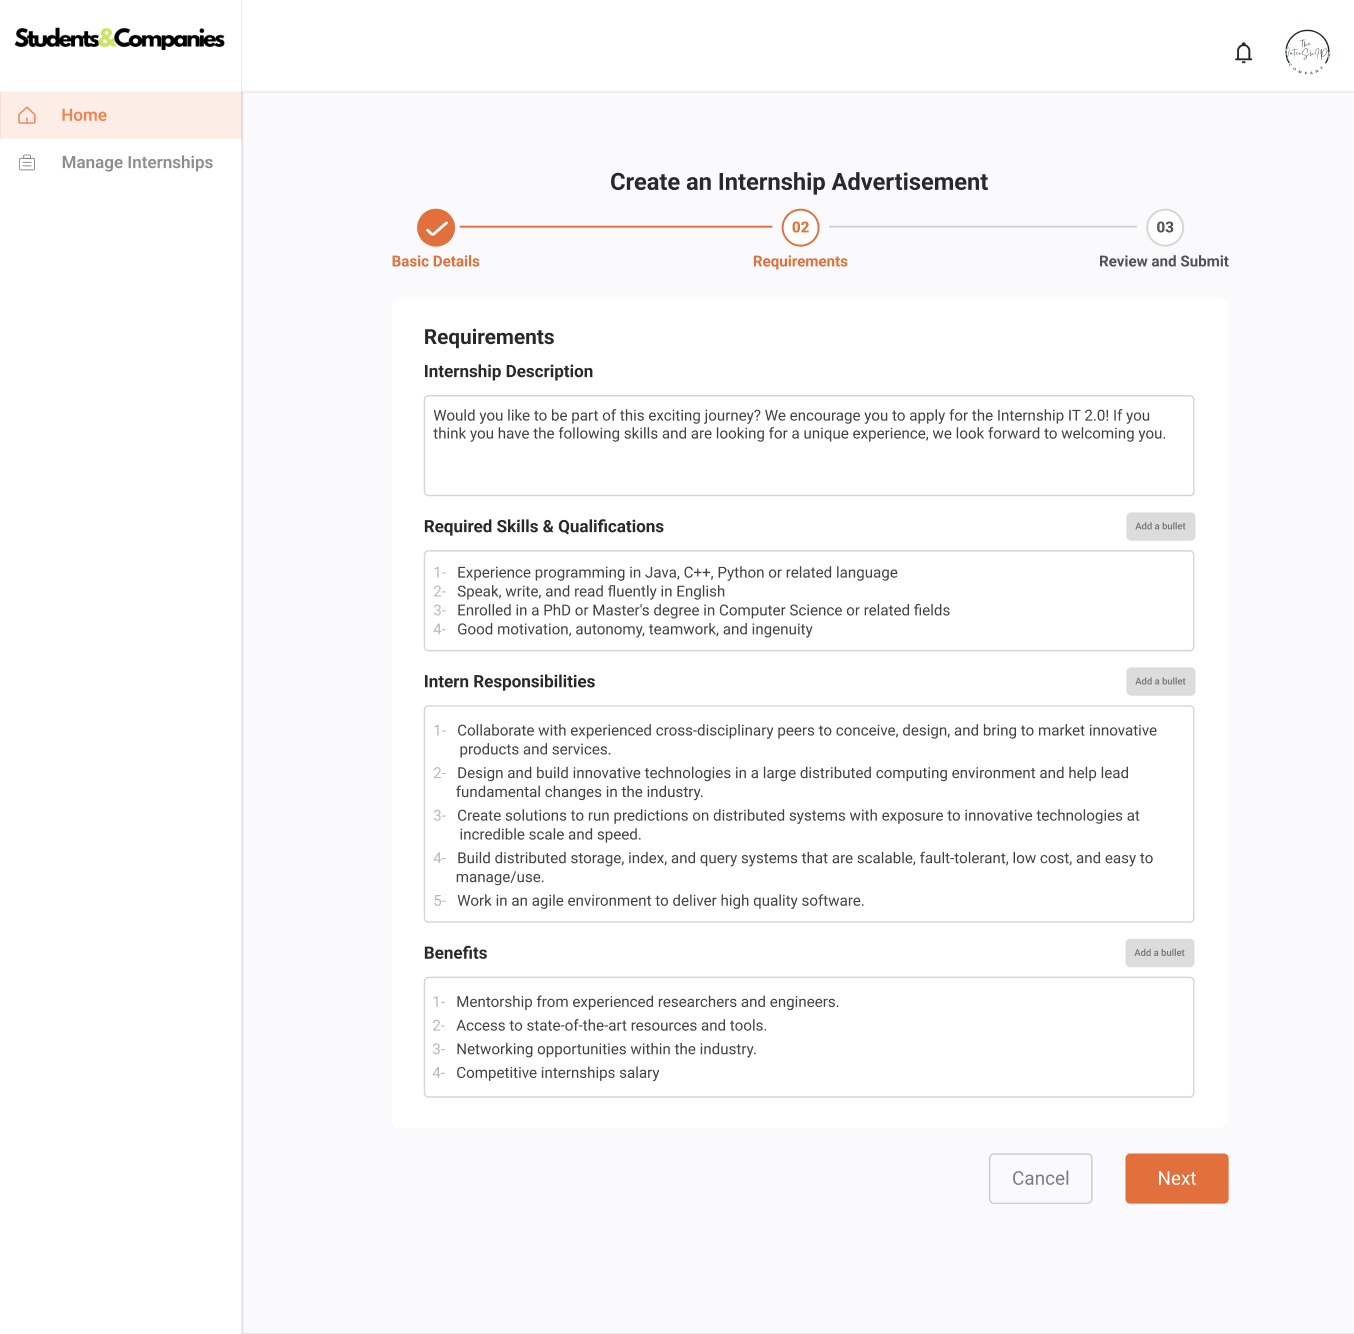 Students&Companies
The
InternShIP
COMPANY
Home
Manage Internships
Create an Internship Advertisement
02
03
Basic Details
Requirements
Review and Submit
Requirements
Internship Description
Would you like to be part of this exciting journey? We encourage you to apply for the Internship IT 2.0! If you
think you have the following skills and are looking for a unique experience, we look forward to welcoming you.
Required Skills & Qualifications
Add a bullet
1- Experience programming in Java, C++, Python or related language
2- Speak, write, and read fluently in English
3- Enrolled in a PhD or Master's degree in Computer Science or related fields
4- Good motivation, autonomy, teamwork, and ingenuity
Intern Responsibilities
Add a bullet
1- Collaborate with experienced cross-disciplinary peers to conceive, design, and bring to market innovative
products and services.
2- Design and build innovative technologies in a large distributed computing environment and help lead
fundamental changes in the industry.
3- Create solutions to run predictions on distributed systems with exposure to innovative technologies at
incredible scale and speed.
4- Build distributed storage, index, and query systems that are scalable, fault-tolerant, low cost, and easy to
manage/use.
5- Work in an agile environment to deliver high quality software.
Benefits
Add a bullet
1- Mentorship from experienced researchers and engineers.
2- Access to state-of-the-art resources and tools.
3- Networking opportunities within the industry.
4- Competitive internships salary
Cancel
Next